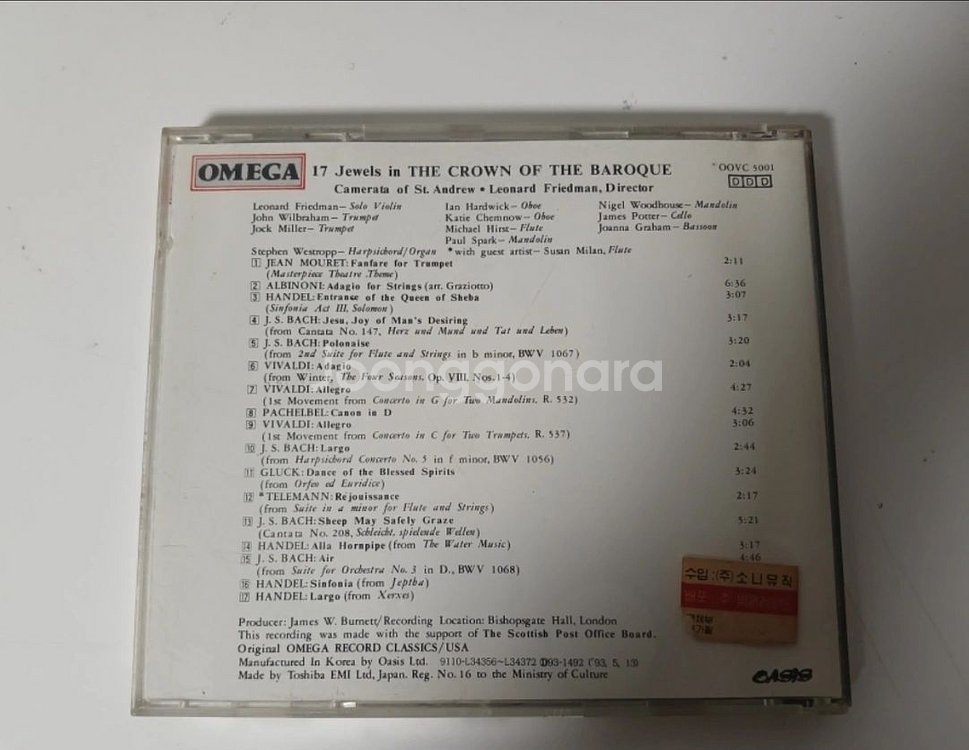 OMEGA
17 Jewels in THE CROWN OF THE BAROQUE
OOVC 5001
DDD
Camerata of St. Andrew • Leonard Friedman, Director
Leonard Friedman— Solo Violin
John Wilbraham— Trumpet
Jock Miller— Trumpet
Ian Hardwick— Oboe
Katie Chemnow— Oboe
Michael Hirst— Flute
Paul Spark— Mandolin
Nigel Woodhouse— Mandolin
James Potter— Cello
Joanna Graham— Bassoon
Stephen Westropp— Harpsichord/Organ *with guest artist— Susan Milan, Flute
1 JEAN MOURET: Fanfare for Trumpet 2:11
(Masterpiece Theatre Theme)
2 ALBINONI: Adagio for Strings (arr. Graziotto) 6:36
3 HANDEL: Entrance of the Queen of Sheba 3:07
(Sinfonia Act III, Solomon)
4 J. S. BACH: Jesu, Joy of Man's Desiring 3:17
(from Cantata No. 147, Herz und Mund und Tat und Leben)
5 J. S. BACH: Polonaise 3:20
(from 2nd Suite for Flute and Strings in b minor, BWV 1067)
6 VIVALDI: Adagio 2:04
(from Winter, The Four Seasons, Op. VIII, Nos. 1-4)
7 VIVALDI: Allegro 4:27
(1st Movement from Concerto in G for Two Mandolins, R. 532)
8 PACHELBEL: Canon in D 4:32
9 VIVALDI: Allegro 3:06
(1st Movement from Concerto in C for Two Trumpets, R. 537)
10 J. S. BACH: Largo 2:44
(from Harpsichord Concerto No. 5 in f minor, BWV 1056)
11 GLUCK: Dance of the Blessed Spirits 3:24
(from Orfeo ed Euridice)
12 *TELEMANN: Rejouissance 2:17
(from Suite in a minor for Flute and Strings)
13 J. S. BACH: Sheep May Safely Graze 5:21
(Cantata No. 208, Schleicht, spielende Wellen)
14 HANDEL: Alla Hornpipe (from The Water Music) 3:17
15 J. S. BACH: Air 4:46
(from Suite for Orchestra No. 3 in D., BWV 1068)
16 HANDEL: Sinfonia (from Jeptha)
17 HANDEL: Largo (from Xerxes)
bonggonara
수입:(주)소니뮤직
Producer: James W. Burnett/Recording Location: Bishopsgate Hall, London
This recording was made with the support of The Scottish Post Office Board.
Original OMEGA RECORD CLASSICS/USA
Manufactured In Korea by Oasis Ltd. 9110-L34356~L34372 ⓓ93-1492 ('93, 5, 13)
Made by Toshiba EMI Ltd, Japan. Reg. No. 16 to the Ministry of Culture
OASIS